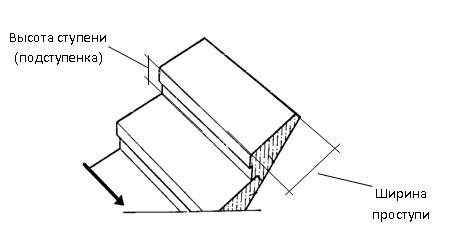 Высота ступени
(подступенка)
Ширина
проступи